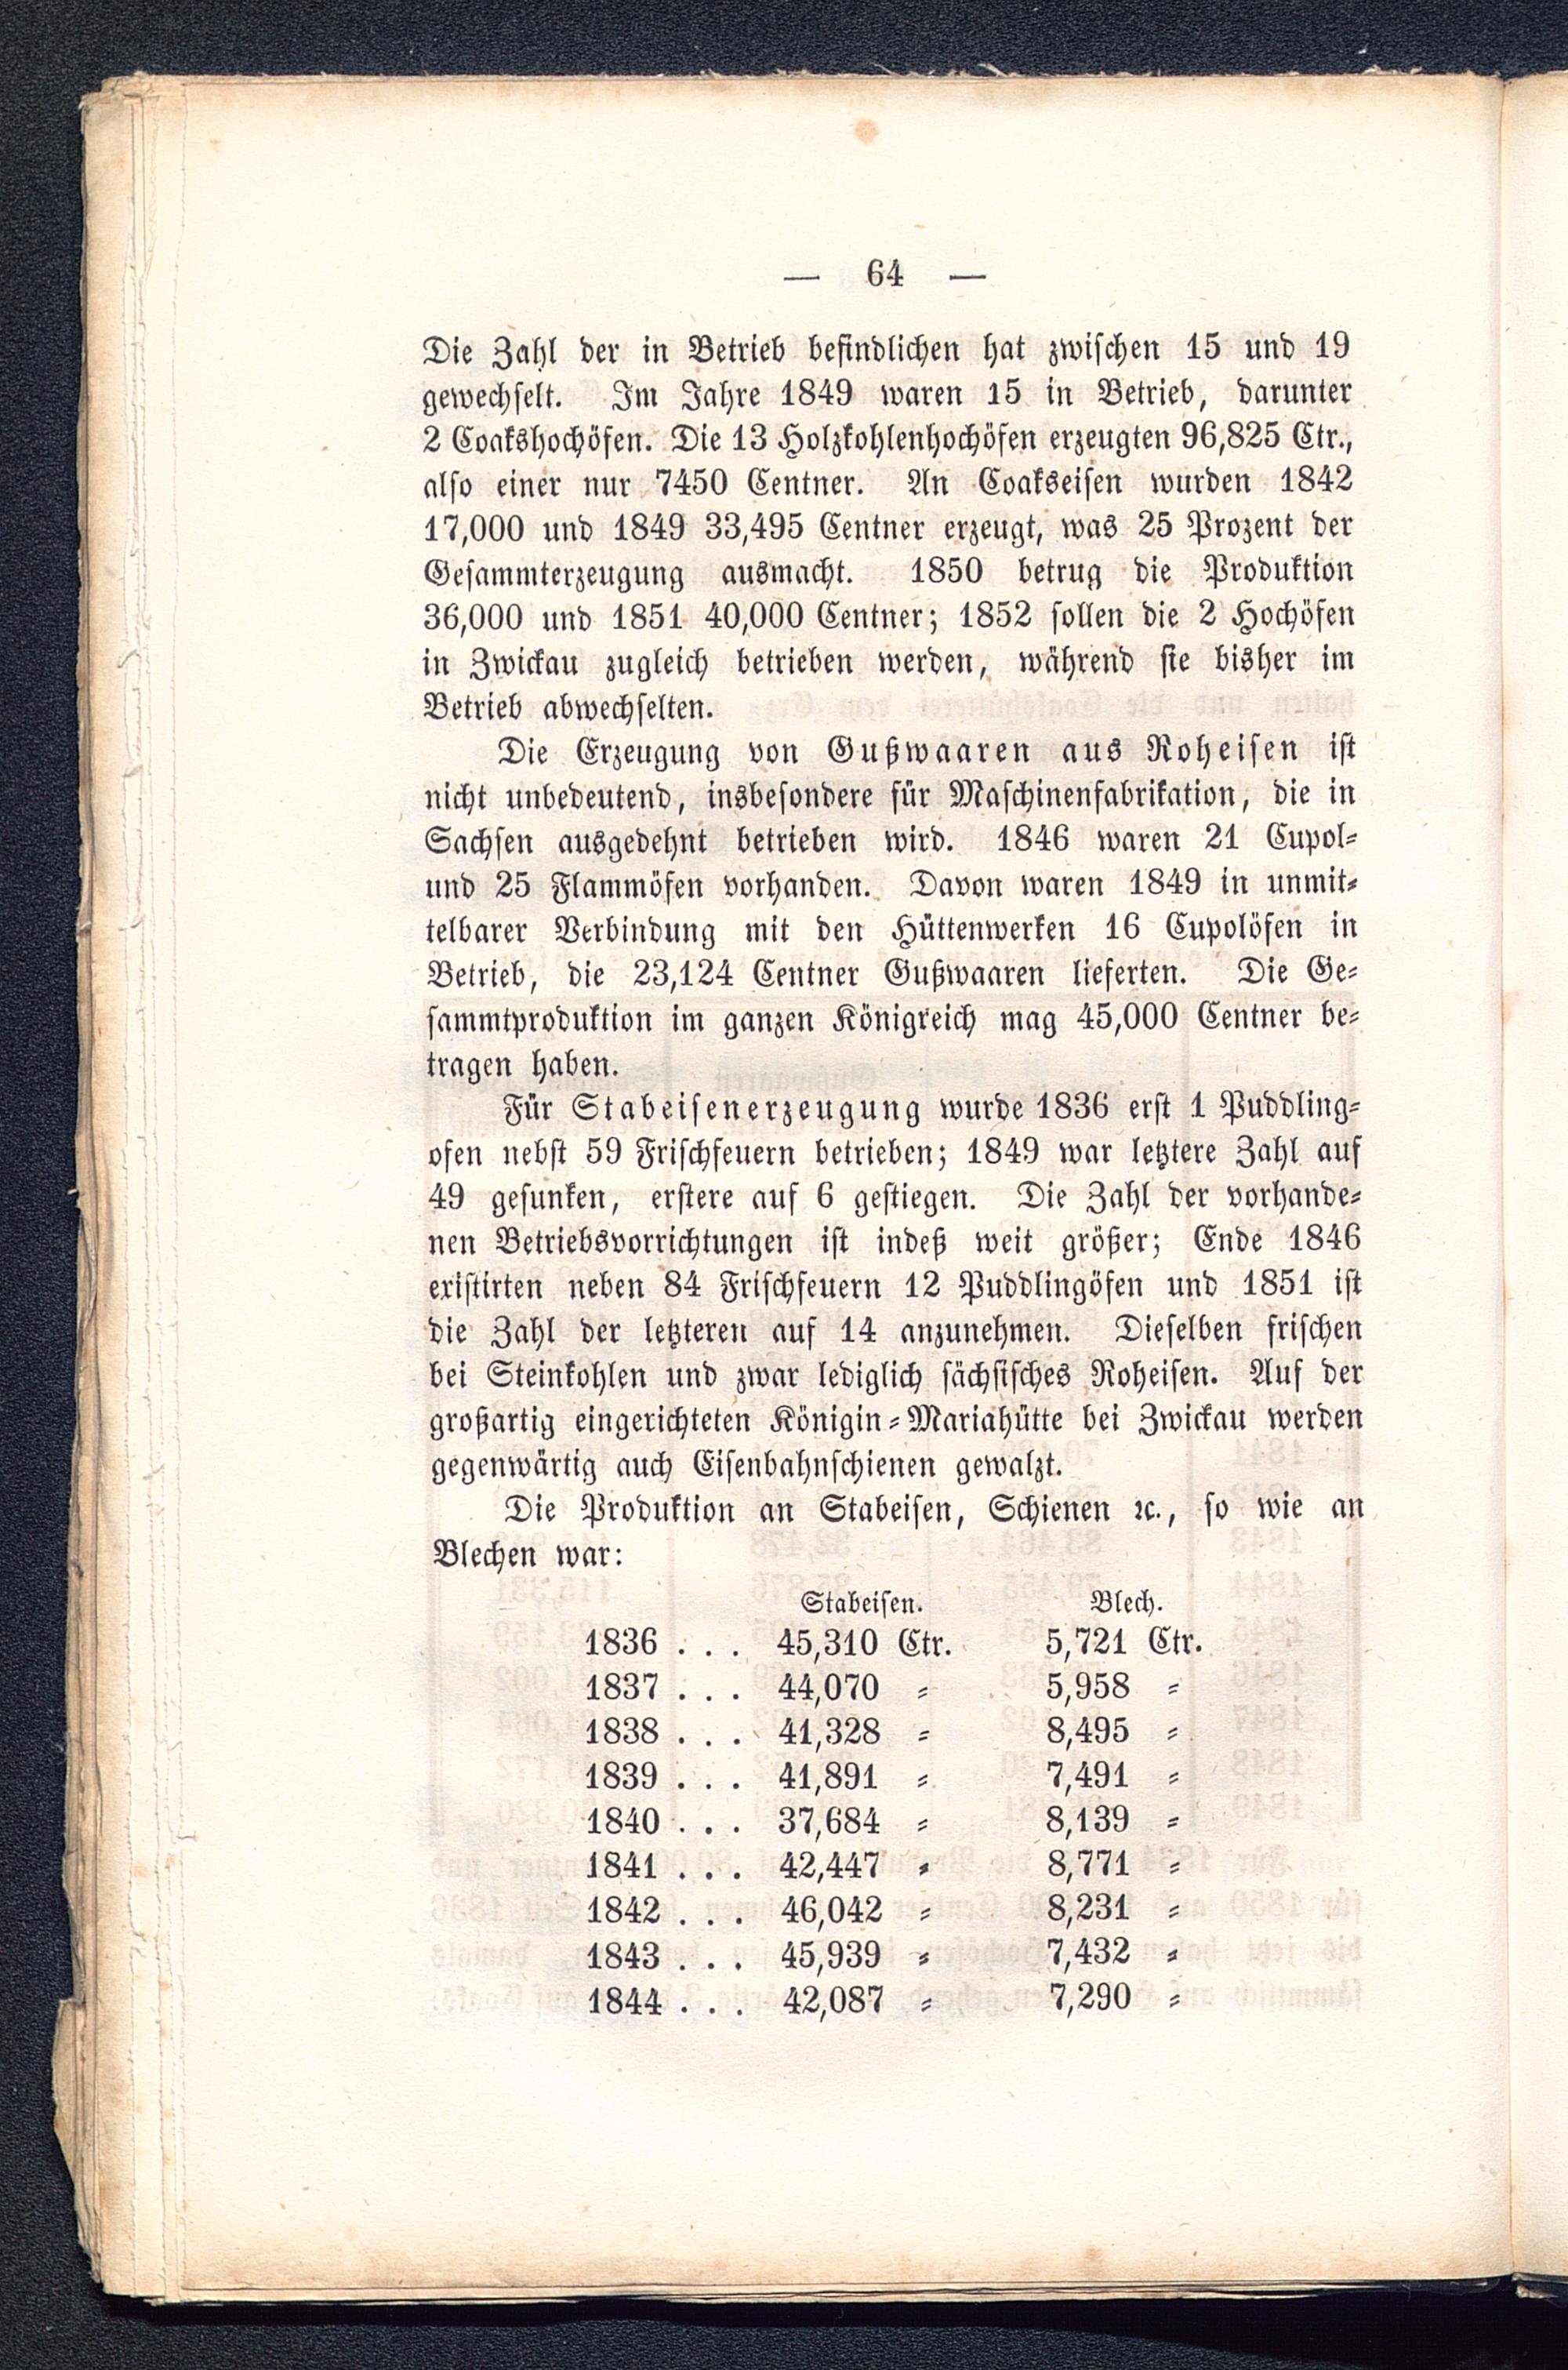 — 64 —
Die Zahl der in Betrieb befindlichen hat zwischen 15 und 19
gewechselt. Im Jahre 1849 waren 15 in Betrieb, darunter
2 Coakshochöfen. Die 13 Holzkohlenhochöfen erzeugten 96,825 Ctr.,
also einer nur 7450 Centner. An Coakseisen wurden 1842
17,000 und 1849 33,495 Centner erzeugt, was 25 Prozent der
Gesammterzeugung ausmacht. 1850 betrug die Produktion
36,000 und 1851 40,000 Centner; 1852 sollen die 2 Hochöfen
in Zwickau zugleich betrieben werden, während sie bisher im
Betrieb abwechselten.
Die Erzeugung von Gußwaaren aus Roheisen ist
nicht unbedeutend, insbesondere für Maschinenfabrikation, die in
Sachsen ausgedehnt betrieben wird. 1846 waren 21 Cupol-
und 25 Flammöfen vorhanden. Davon waren 1849 in unmit-
telbarer Verbindung mit den Hüttenwerken 16 Cupolöfen in
Betrieb, die 23,124 Centner Gußwaaren lieferten. Die Ge-
sammtproduktion im ganzen Königreich mag 45,000 Centner be-
tragen haben.
Für Stabeisenerzeugung wurde 1836 erst 1 Puddling-
ofen nebst 59 Frischfeuern betrieben; 1849 war letztere Zahl auf
49 gesunken, erstere auf 6 gestiegen. Die Zahl der vorhande-
nen Betriebsvorrichtungen ist indeß weit größer; Ende 1846
existirten neben 84 Frischfeuern 12 Puddlingöfen und 1851 ist
die Zahl der letzteren auf 14 anzunehmen. Dieselben frischen
bei Steinkohlen und zwar lediglich sächsisches Roheisen. Auf der
großartig eingerichteten Königin-Mariahütte bei Zwickau werden
gegenwärtig auch Eisenbahnschienen gewalzt.
Die Produktion an Stabeisen, Schienen ꝛc., so wie an
Blechen war:
Stabeisen. Blech.
1836 . . . 45,310 Ctr. 5,721 Ctr.
1837 . . . 44,070 = 5,958 =
1838 . . . 41,328 = 8,495 =
1839 . . . 41,891 = 7,491 =
1840 . . . 37,684 = 8,139 =
1841 . . . 42,447 = 8,771 =
1842 . . . 46,042 = 8,231 =
1843 . . . 45,939 = 7,432 =
1844 . . . 42,087 = 7,290 =